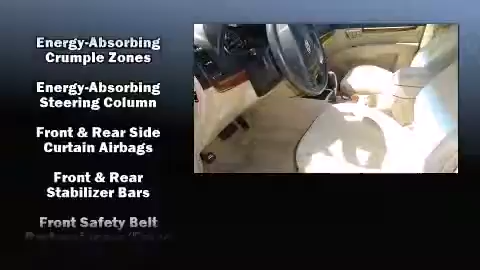 Energy-Absorbing
Crumple Zones
Energy-Absorbing
Steering Column
Front & Rear Side
Curtain Airbags
Front & Rear
Stabilizer Bars
Front Safety Belt